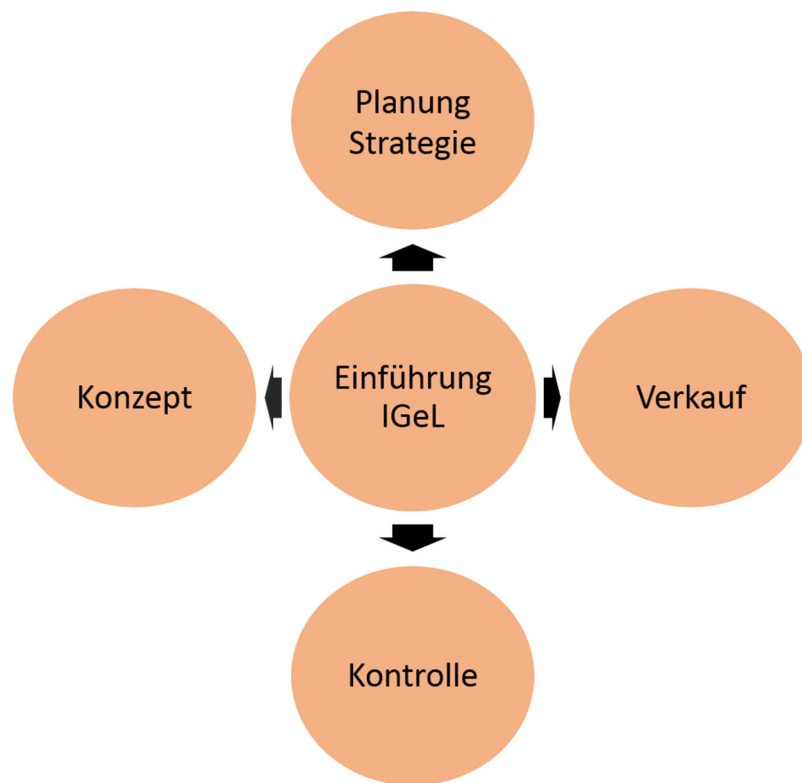 Planung
Strategie
Konzept
Einführung
IGeL
Verkauf
Kontrolle